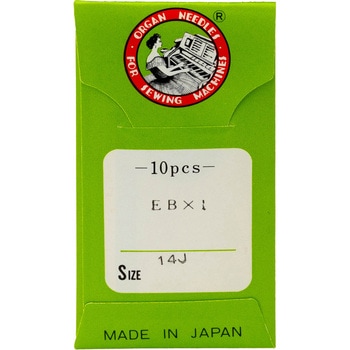 ORGAN NEEDLES
®
FOR SEWING MACHINES
—10pcs—
EB×1
SIZE 14J
MADE IN JAPAN